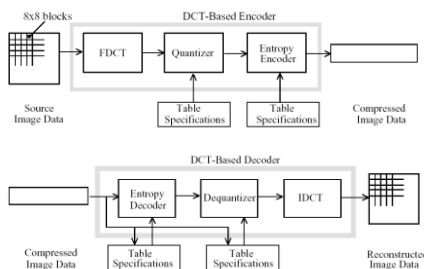 8x8 blocks
DCT-Based Encoder
FDCT
Quantizer
Entropy
Encoder
Source
Image Data
Table
Specifications
Table
Specifications
Compressed
Image Data
DCT-Based Decoder
Entropy
Decoder
Dequantizer
IDCT
Compressed
Image Data
Table
Specifications
Table
Specifications
Reconstructed
Image Data